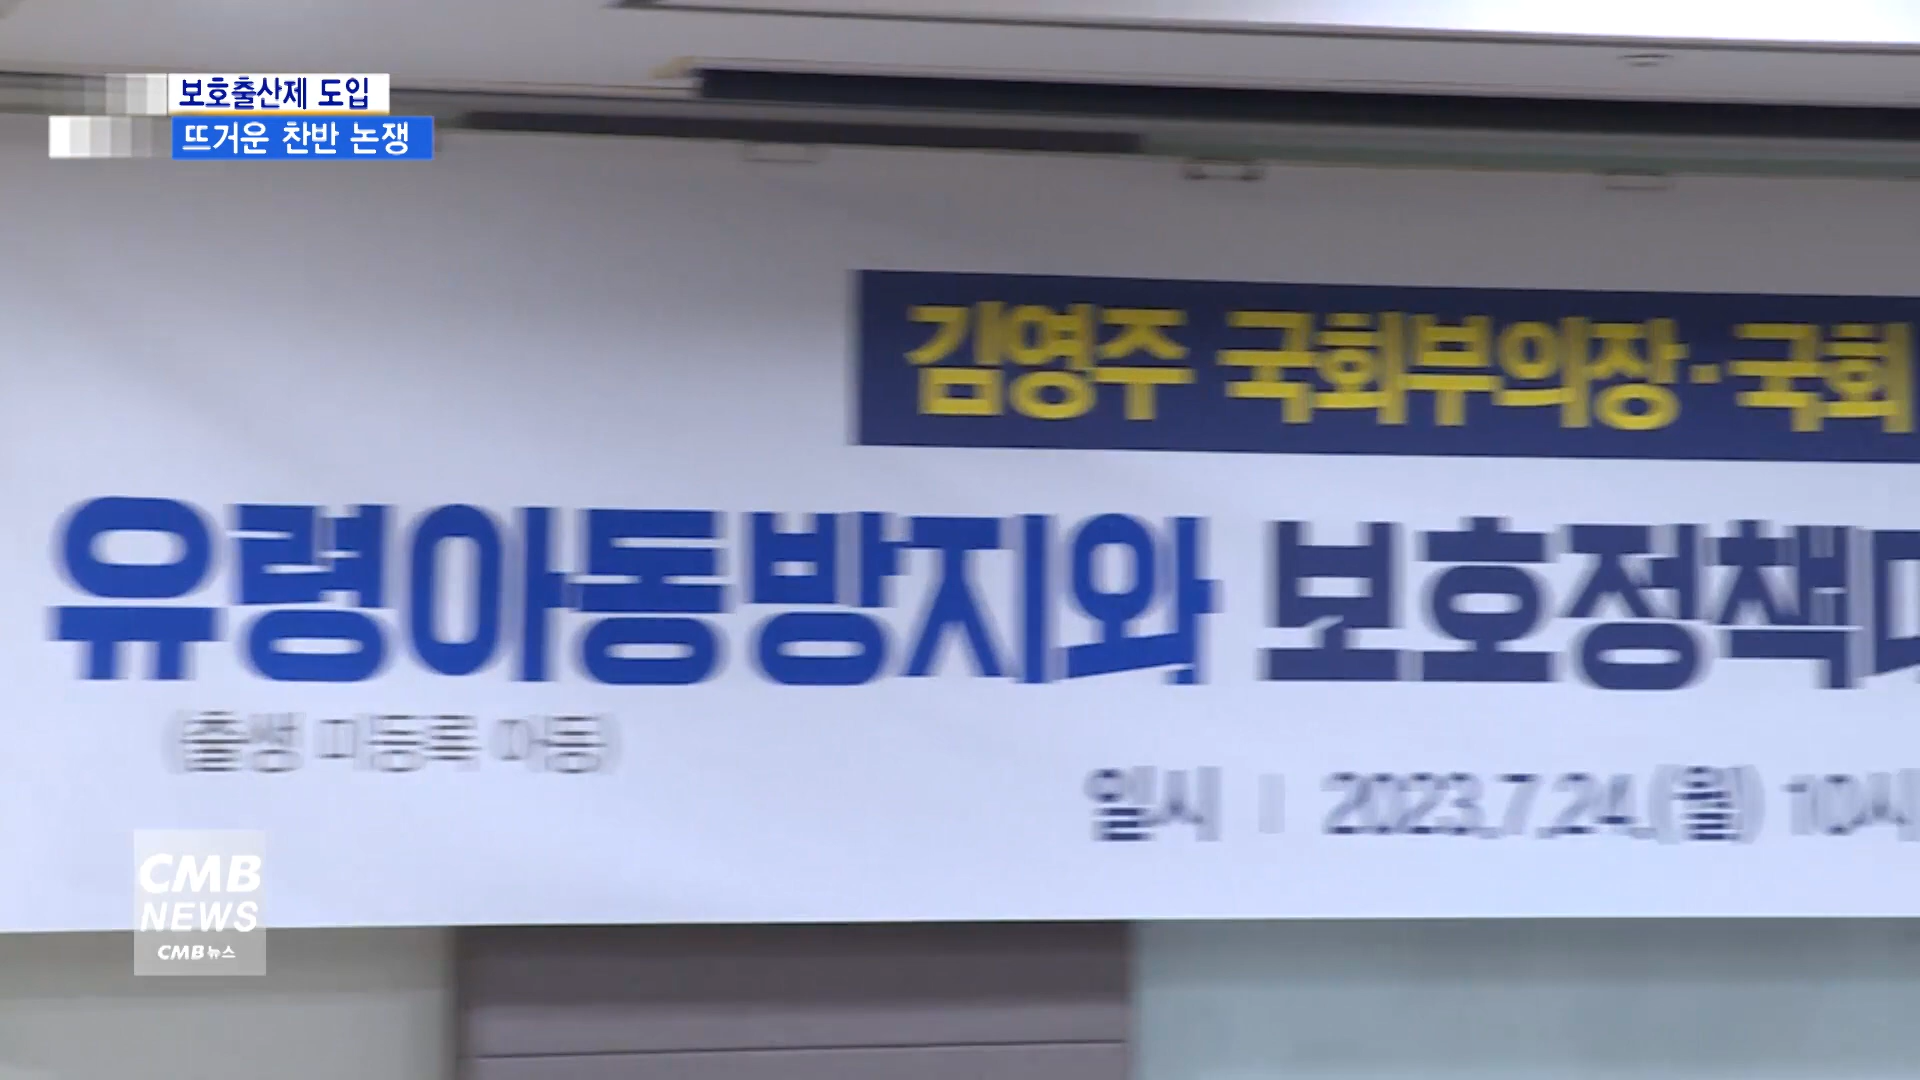 보호출산제 도입
뜨거운 찬반 논쟁
김영주 국회부의장·국회
유령아동방지와 보호정책
(출생 미등록 아동)
일시 | 2023.7.24.(월) 10시
CMB
NEWS
CMB뉴스